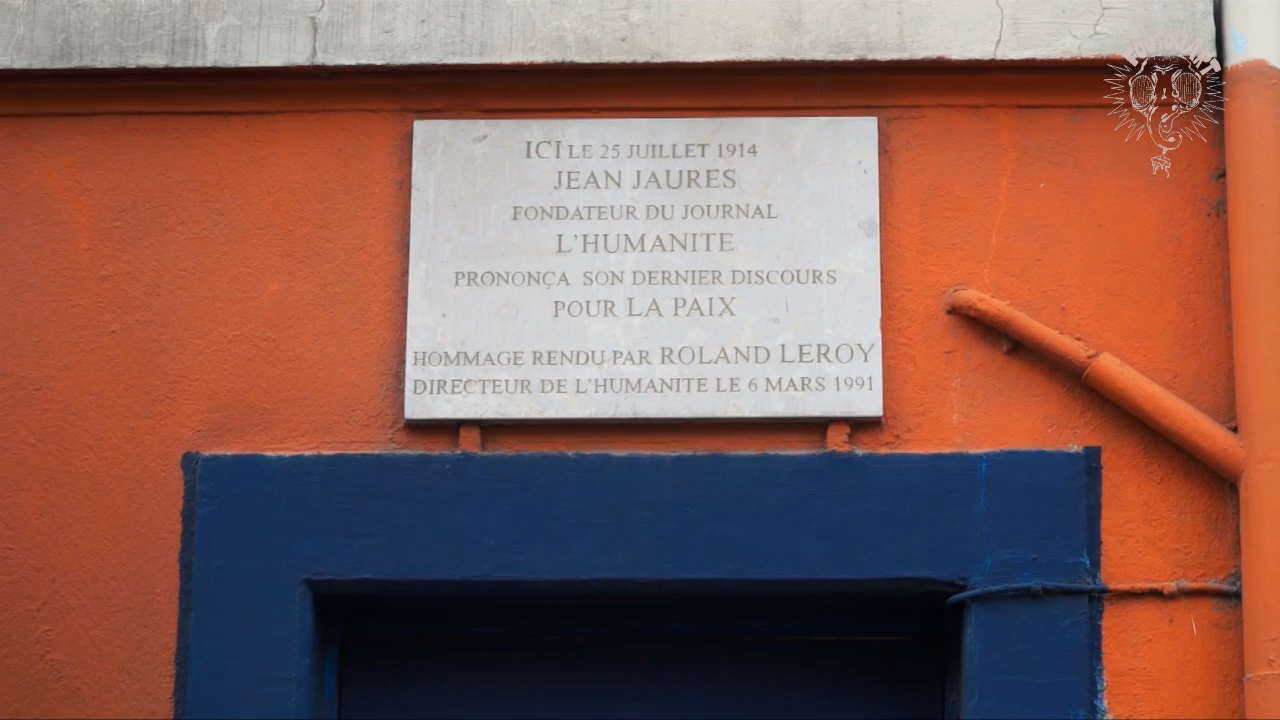 ICI LE 25 JUILLET 1914
JEAN JAURES
FONDATEUR DU JOURNAL
L'HUMANITE
PRONONÇA SON DERNIER DISCOURS
POUR LA PAIX
HOMMAGE RENDU PAR ROLAND LEROY
DIRECTEUR DE L'HUMANITE LE 6 MARS 1991